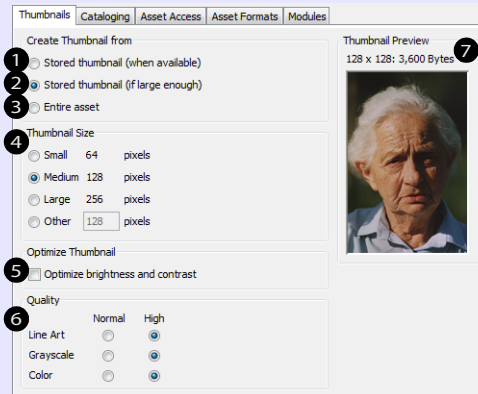 Thumbnails Cataloging Asset Access Asset Formats Modules
Create Thumbnail from
1 Stored thumbnail (when available)
2 Stored thumbnail (if large enough)
3 Entire asset
4 Thumbnail Size
Small 64 pixels
Medium 128 pixels
Large 256 pixels
Other 128 pixels
Optimize Thumbnail
5 Optimize brightness and contrast
6 Quality
Normal High
Line Art
Grayscale
Color
Thumbnail Preview
7
128 x 128: 3,600 Bytes